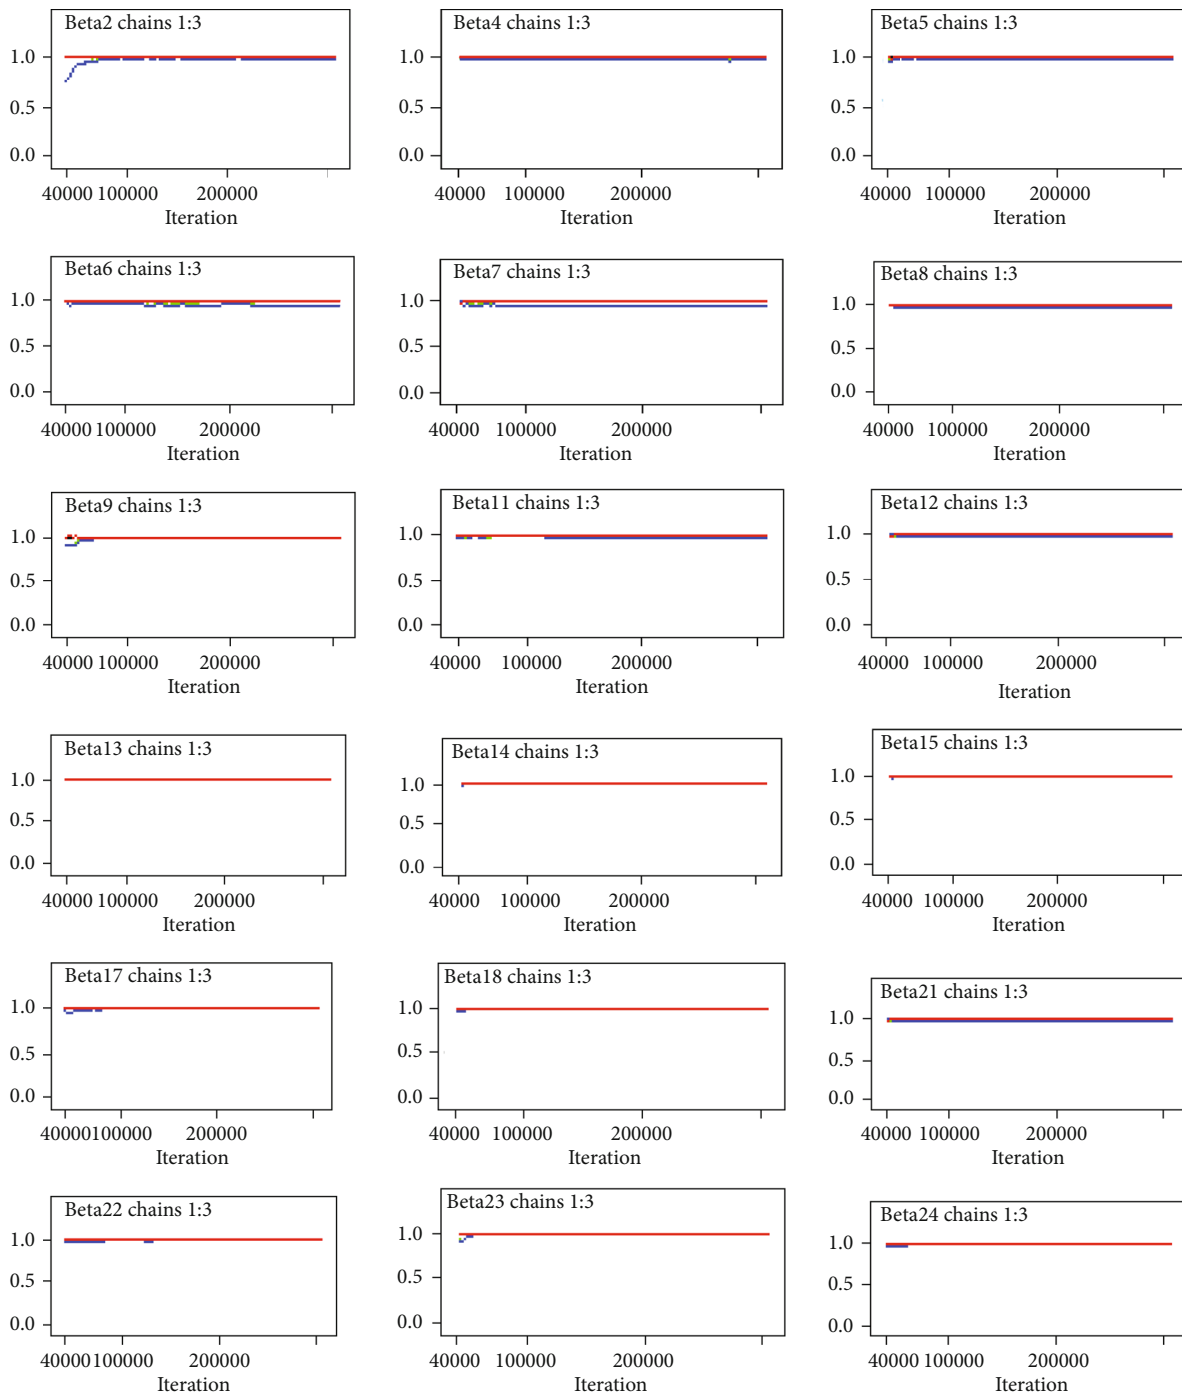 Beta2 chains 1:3
1.0
0.5
0.0
40000 100000 200000
Iteration
Beta4 chains 1:3
1.0
0.5
0.0
40000 100000 200000
Iteration
Beta5 chains 1:3
1.0
0.5
0.0
40000 100000 200000
Iteration
Beta6 chains 1:3
1.0
0.5
0.0
40000 100000 200000
Iteration
Beta7 chains 1:3
1.0
0.5
0.0
40000 100000 200000
Iteration
Beta8 chains 1:3
1.0
0.5
0.0
40000 100000 200000
Iteration
Beta9 chains 1:3
1.0
0.5
0.0
40000 100000 200000
Iteration
Beta11 chains 1:3
1.0
0.5
0.0
40000 100000 200000
Iteration
Beta12 chains 1:3
1.0
0.5
0.0
40000 100000 200000
Iteration
Beta13 chains 1:3
1.0
0.5
0.0
40000 100000 200000
Iteration
Beta14 chains 1:3
1.0
0.5
0.0
40000 100000 200000
Iteration
Beta15 chains 1:3
1.0
0.5
0.0
40000 100000 200000
Iteration
Beta17 chains 1:3
1.0
0.5
0.0
40000 100000 200000
Iteration
Beta18 chains 1:3
1.0
0.5
0.0
40000 100000 200000
Iteration
Beta21 chains 1:3
1.0
0.5
0.0
40000 100000 200000
Iteration
Beta22 chains 1:3
1.0
0.5
0.0
40000 100000 200000
Iteration
Beta23 chains 1:3
1.0
0.5
0.0
40000 100000 200000
Iteration
Beta24 chains 1:3
1.0
0.5
0.0
40000 100000 200000
Iteration